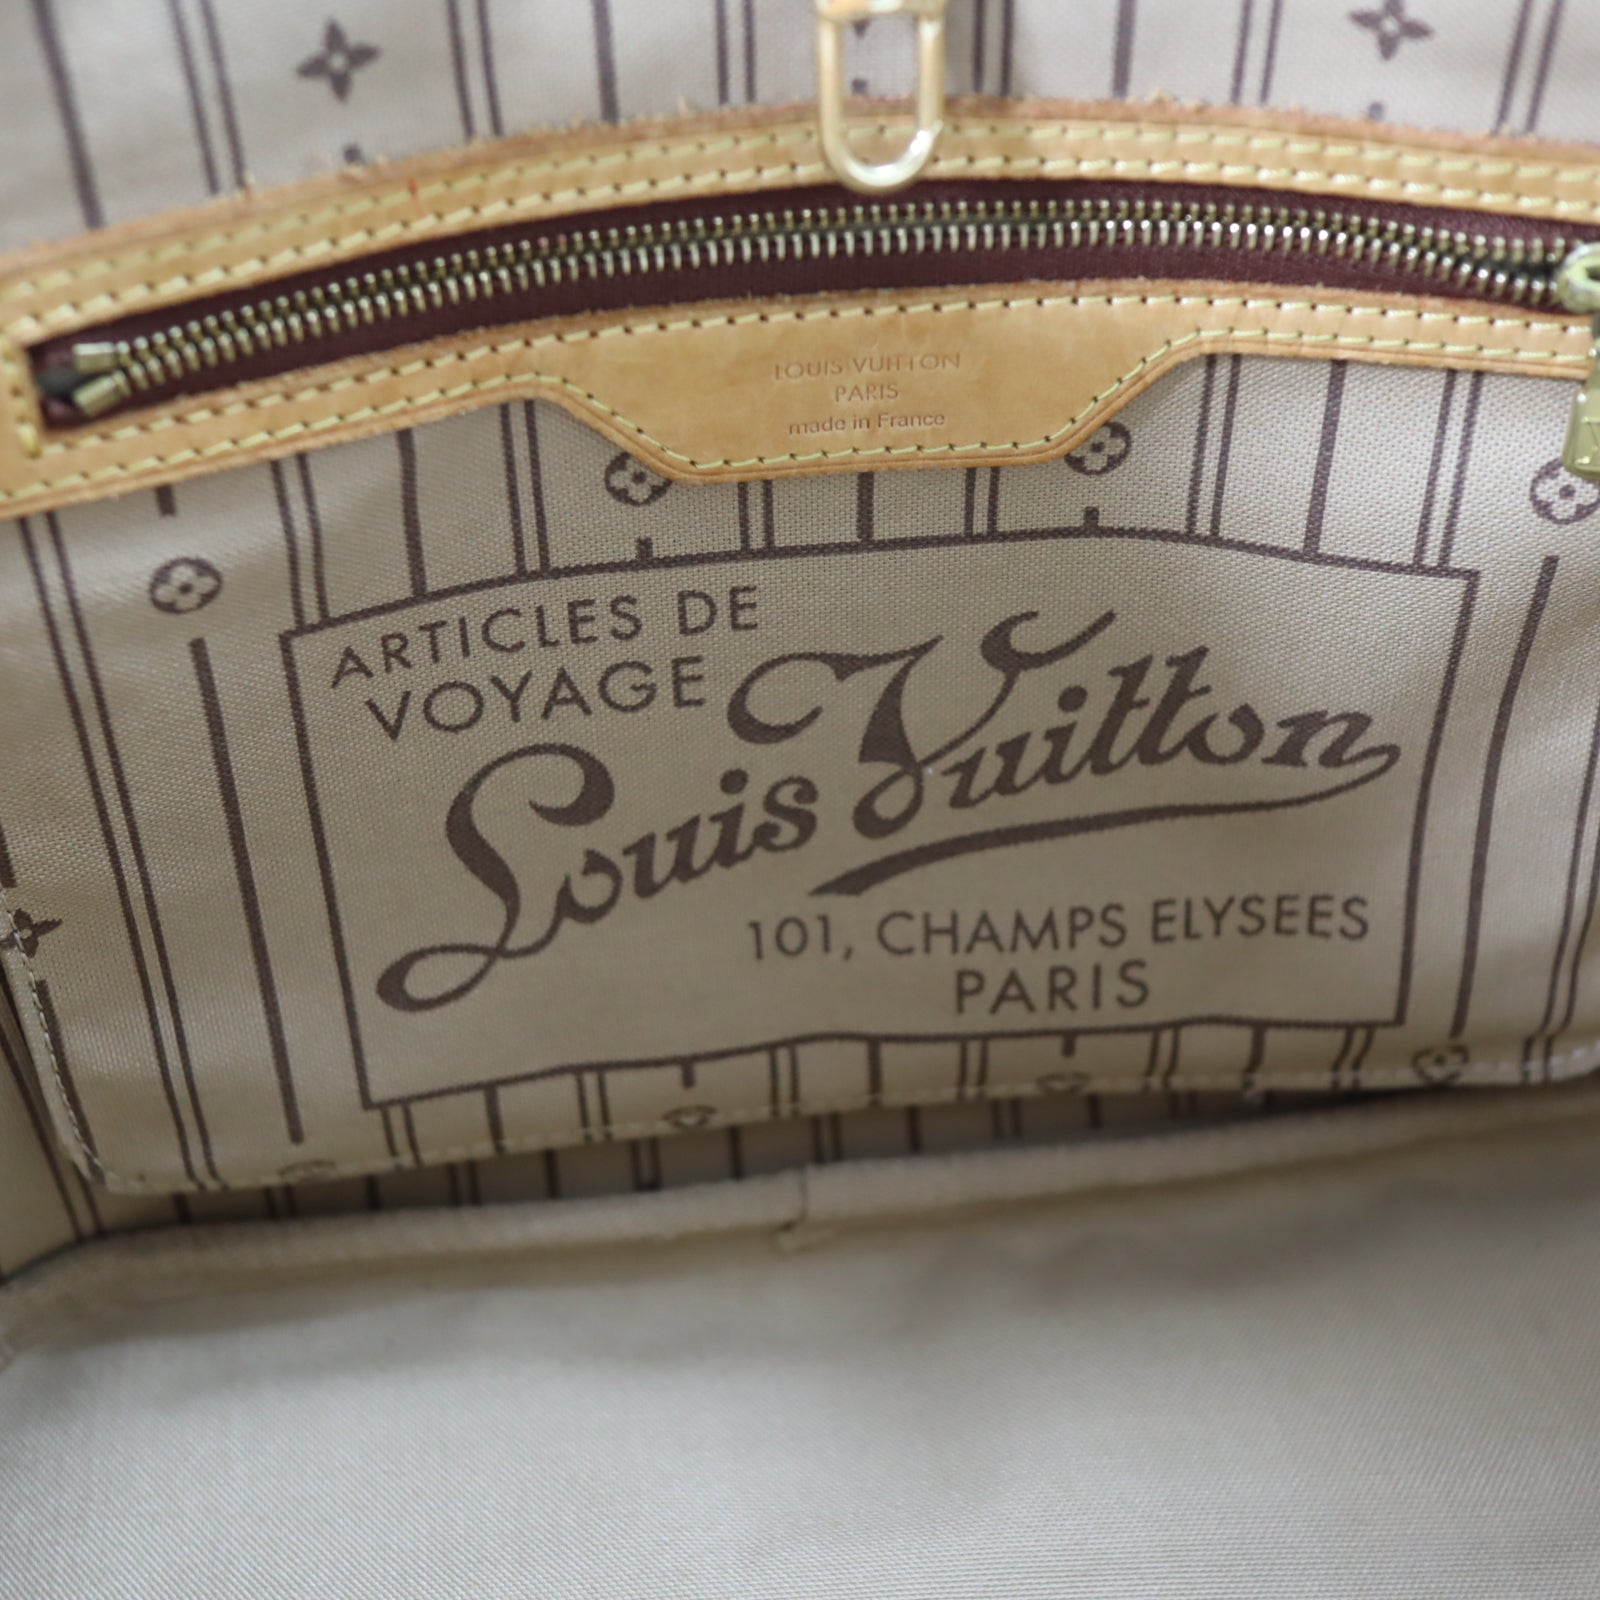 LOUIS VUITTON
PARIS
made in France
ARTICLES DE
VOYAGE
Louis Vuitton
101, CHAMPS ELYSEES
PARIS